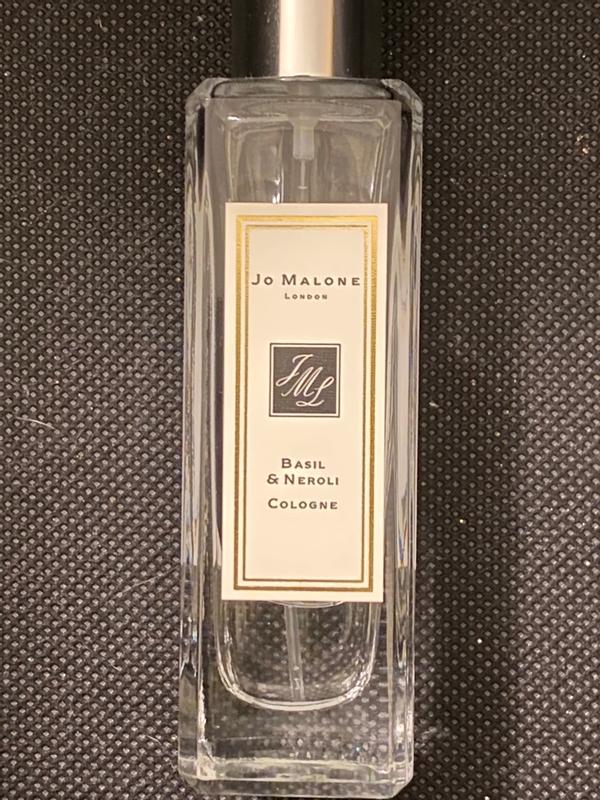 Jo Malone
London
JML
Basil
& Neroli
Cologne